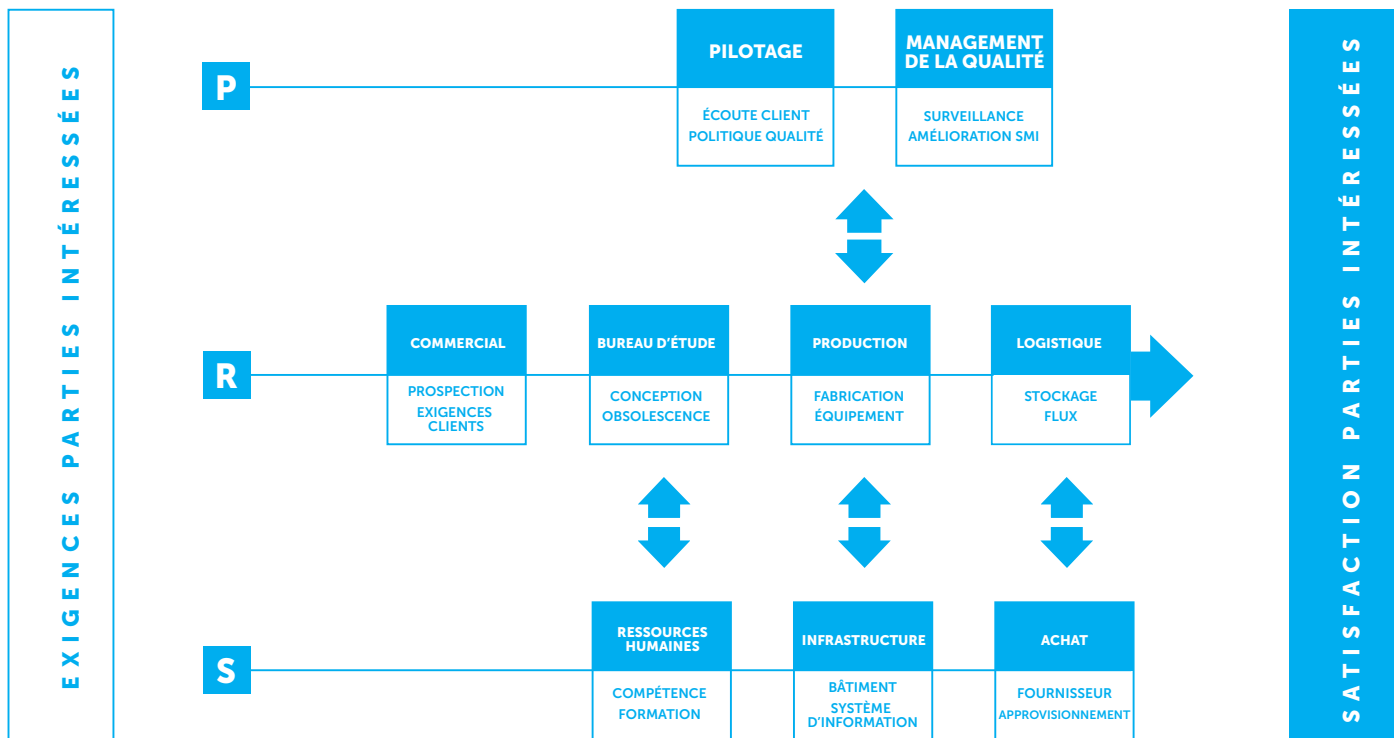 EXIGENCES PARTIES INTÉRESSÉES
P
PILOTAGE
ÉCOUTE CLIENT
POLITIQUE QUALITÉ
MANAGEMENT
DE LA QUALITÉ
SURVEILLANCE
AMÉLIORATION SMI
R
COMMERCIAL
PROSPECTION
EXIGENCES
CLIENTS
BUREAU D'ÉTUDE
CONCEPTION
OBSOLESCENCE
PRODUCTION
FABRICATION
ÉQUIPEMENT
LOGISTIQUE
STOCKAGE
FLUX
S
RESSOURCES
HUMAINES
COMPÉTENCE
FORMATION
INFRASTRUCTURE
BÂTIMENT
SYSTÈME
D'INFORMATION
ACHAT
FOURNISSEUR
APPROVISIONNEMENT
SATISFACTION PARTIES INTÉRESSÉES